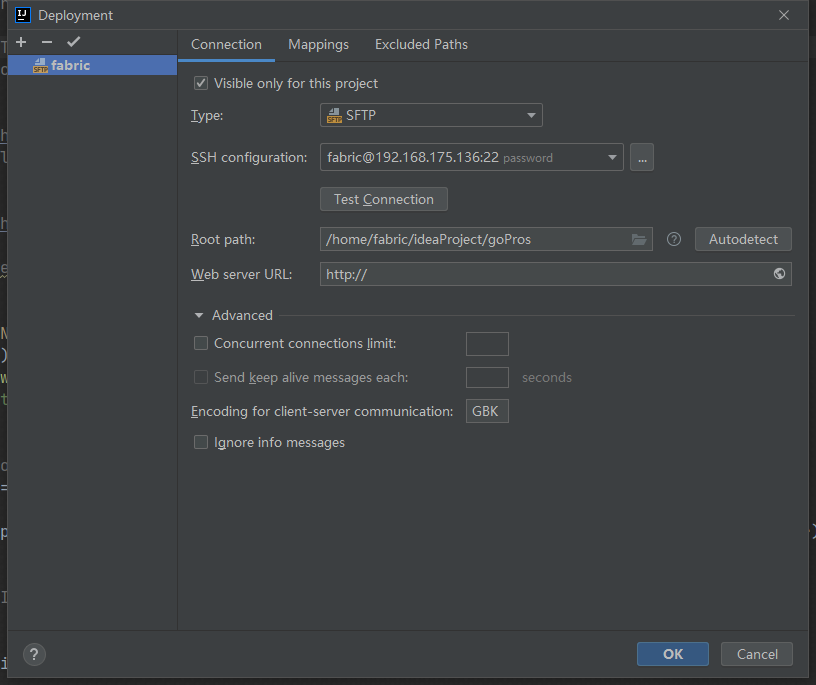 Deployment
fabric
Connection Mappings Excluded Paths
Visible only for this project
Type: SFTP
SSH configuration: fabric@192.168.175.136:22 password ...
Test Connection
Root path: /home/fabric/ideaProject/goPros ? Autodetect
Web server URL: http://
Advanced
Concurrent connections limit:
Send keep alive messages each: seconds
Encoding for client-server communication: GBK
Ignore info messages
? OK Cancel